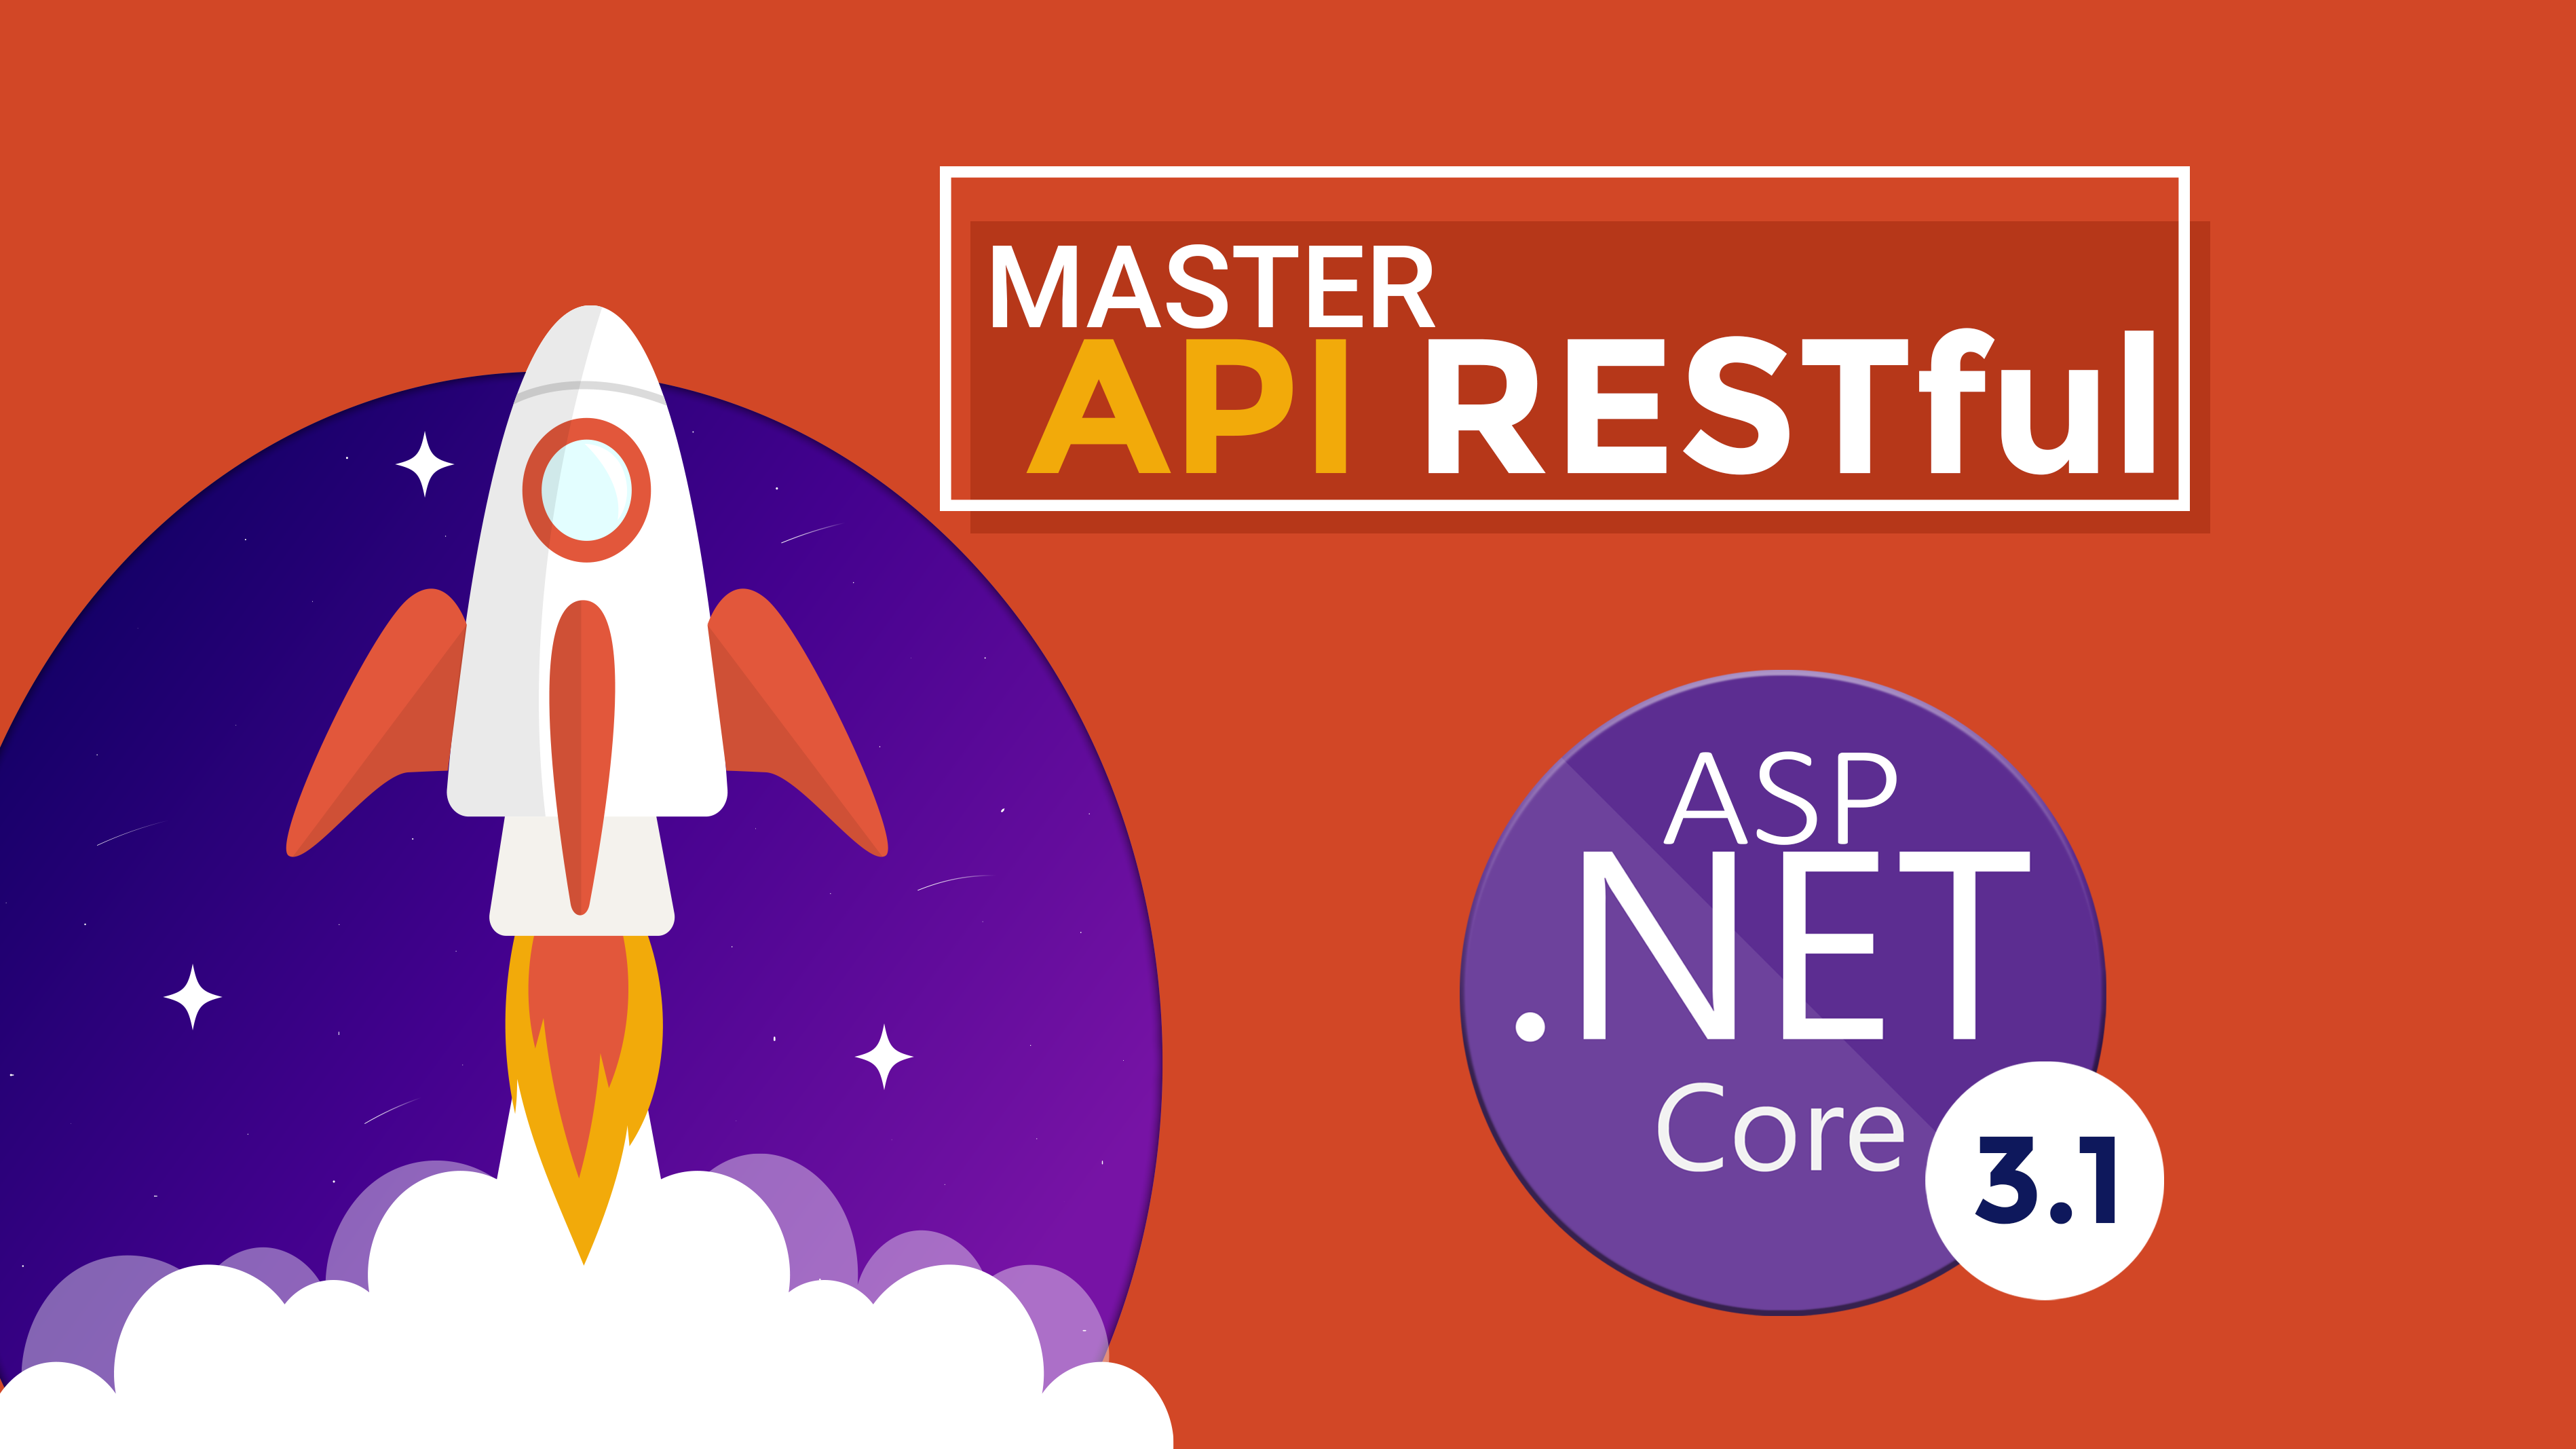 MASTER
API RESTful
ASP
.NET
Core
3.1